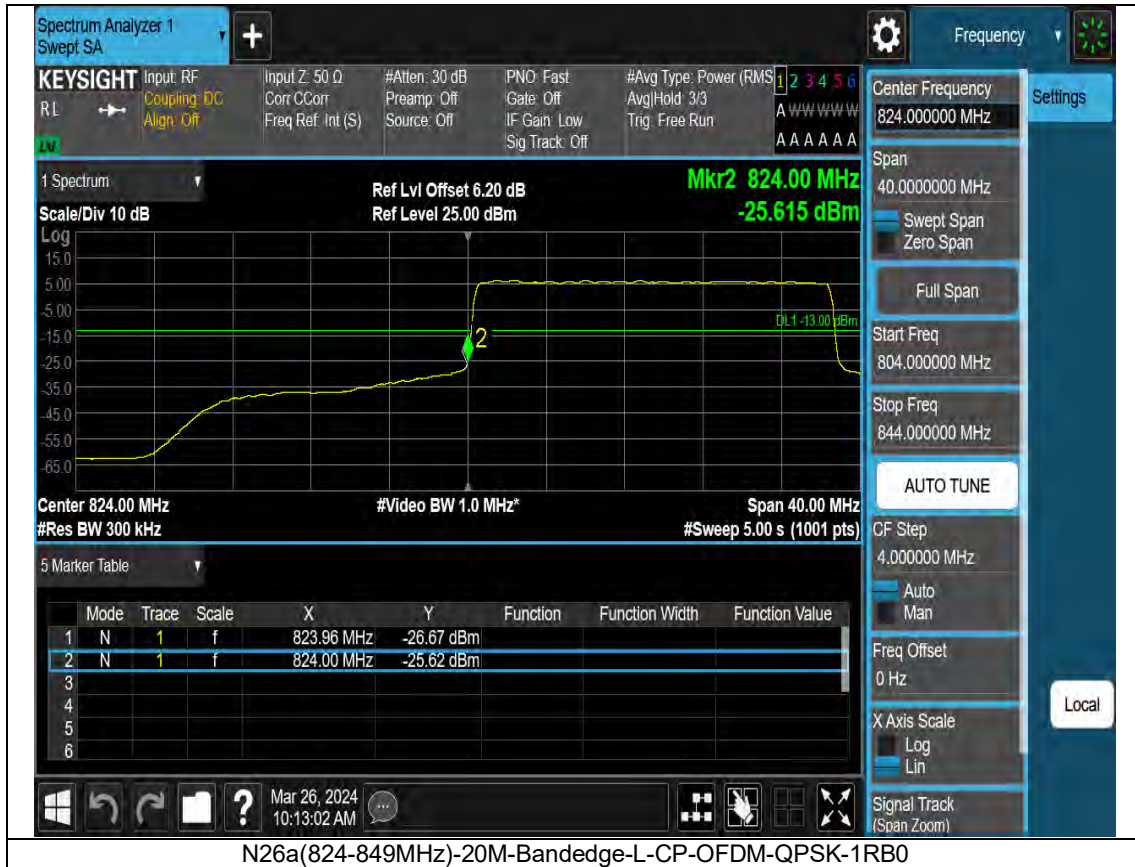 Spectrum Analyzer 1
Swept SA
Frequency
KEYSIGHT
RL
Input: RF
Coupling: DC
Align: Off
Input Z: 50 Ω
Corr CCorr
Freq Ref: Int (S)
#Atten: 30 dB
Preamp: Off
Source: Off
PNO: Fast
Gate: Off
IF Gain: Low
Sig Track: Off
#Avg Type: Power (RMS
Avg|Hold: 3/3
Trig: Free Run
1 2 3 4 5 6
A W W W W W
A A A A A A
Settings
1 Spectrum
Scale/Div 10 dB
Ref Lvl Offset 6.20 dB
Ref Level 25.00 dBm
Mkr2 824.00 MHz
-25.615 dBm
Log
15.0
5.00
-5.00
-15.0
-25.0
-35.0
-45.0
-55.0
-65.0
2
DL1 -13.00 dBm
Center 824.00 MHz
#Res BW 300 kHz
#Video BW 1.0 MHz*
Span 40.00 MHz
#Sweep 5.00 s (1001 pts)
5 Marker Table
Mode Trace Scale X Y Function Function Width Function Value
1 N 1 f 823.96 MHz -26.67 dBm
2 N 1 f 824.00 MHz -25.62 dBm
3
4
5
6
Center Frequency
824.000000 MHz
Span
40.0000000 MHz
Swept Span
Zero Span
Full Span
Start Freq
804.000000 MHz
Stop Freq
844.000000 MHz
AUTO TUNE
CF Step
4.000000 MHz
Auto
Man
Freq Offset
0 Hz
X Axis Scale
Log
Lin
Signal Track
(Span Zoom)
Local
Mar 26, 2024
10:13:02 AM
N26a(824-849MHz)-20M-Bandedge-L-CP-OFDM-QPSK-1RB0